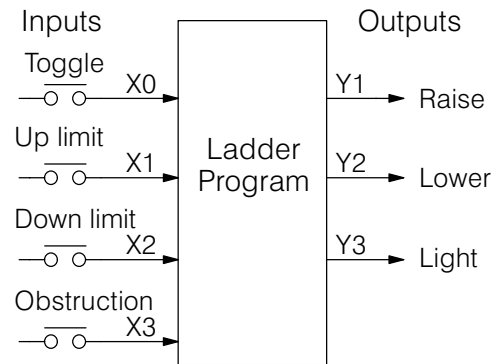 Inputs
Outputs
Toggle
X0
Y1
Raise
Up limit
X1
Ladder
Program
Y2
Lower
Down limit
X2
Y3
Light
Obstruction
X3